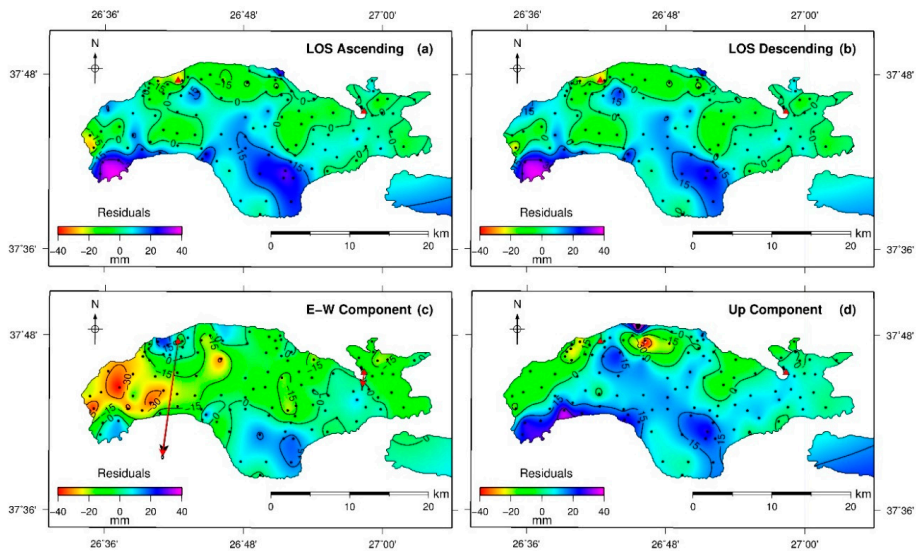 26˚36' 26˚48' 27˚00' 26˚36' 26˚48' 27˚00'
N LOS Ascending (a) N LOS Descending (b)
37˚48' 37˚48'
Residuals km Residuals km
−40 −20 0 20 40 0 10 20 −40 −20 0 20 40 0 10 20
mm mm
37˚36' 37˚36'
N E−W Component (c) N Up Component (d)
37˚48' 37˚48'
Residuals km Residuals km
−40 −20 0 20 40 0 10 20 −40 −20 0 20 40 0 10 20
mm mm
37˚36' 37˚36'
26˚36' 26˚48' 27˚00' 26˚36' 26˚48' 27˚00'